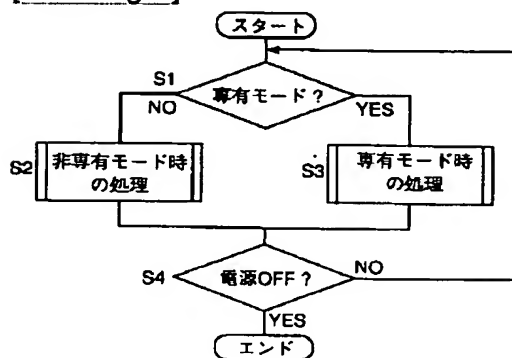 スタート
S1
専有モード?
NO
YES
S2
非専有モード時
の処理
S3
専有モード時
の処理
S4
電源OFF?
NO
YES
エンド